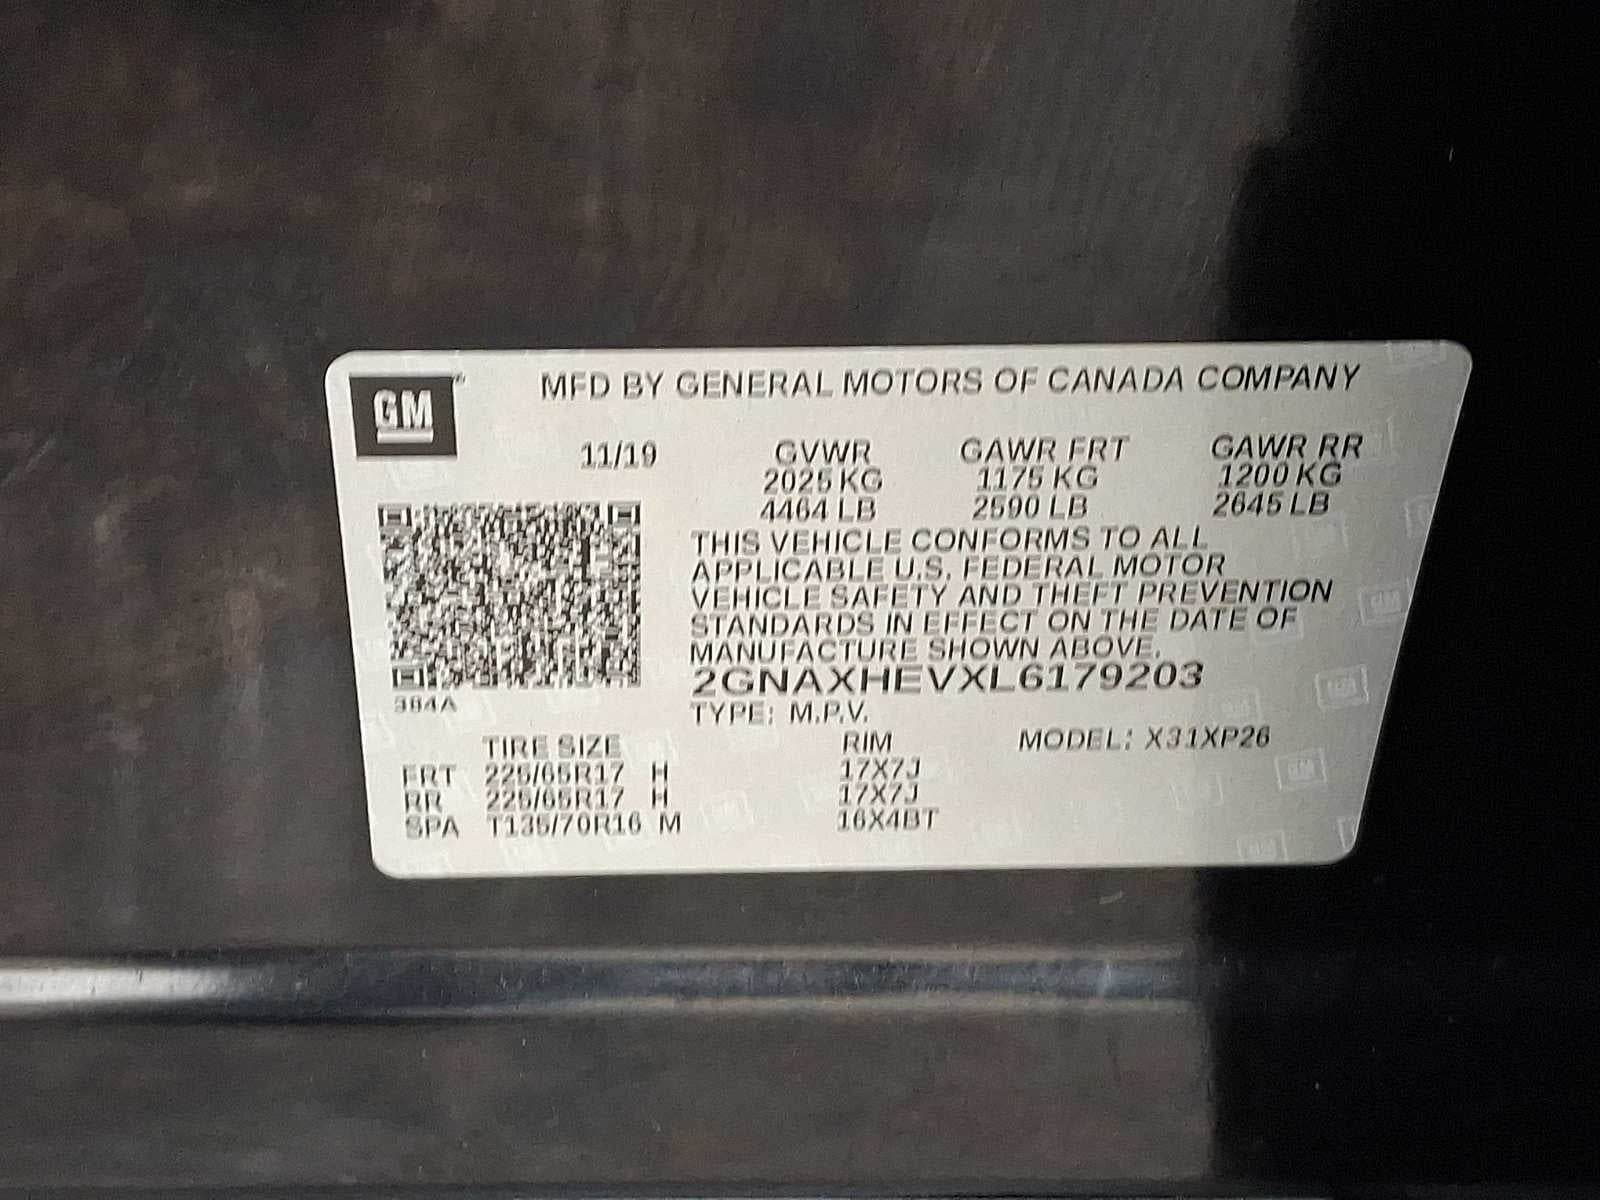 GM
MFD BY GENERAL MOTORS OF CANADA COMPANY
11/19 GVWR GAWR FRT GAWR RR
2025 KG 1175 KG 1200 KG
4464 LB 2590 LB 2645 LB
THIS VEHICLE CONFORMS TO ALL
APPLICABLE U.S. FEDERAL MOTOR
VEHICLE SAFETY AND THEFT PREVENTION
STANDARDS IN EFFECT ON THE DATE OF
MANUFACTURE SHOWN ABOVE.
2GNAXHEVXL6179203
384A
TYPE: M.P.V.
TIRE SIZE RIM MODEL: X31XP26
FRT 225/65R17 H 17X7J
RR 225/65R17 H 17X7J
SPA T135/70R16 M 16X4BT